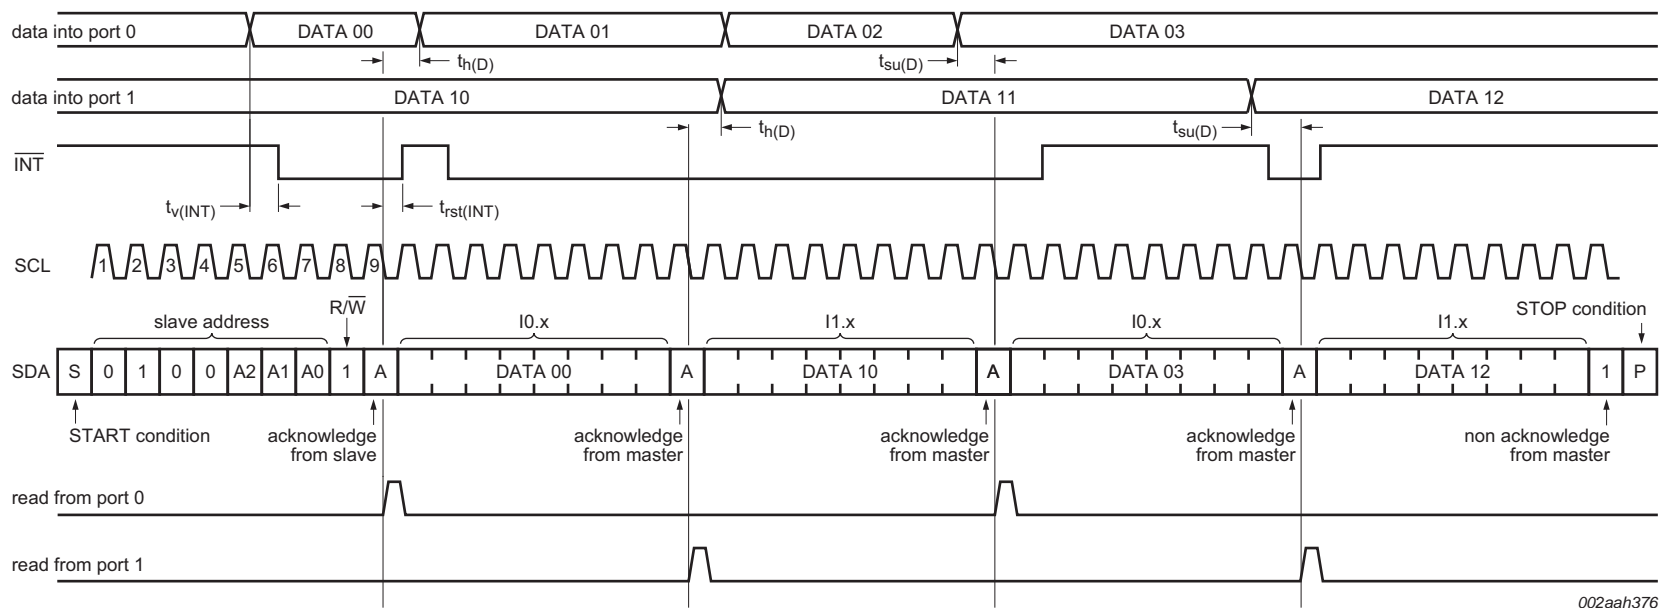 data into port 0 DATA 00 DATA 01 DATA 02 DATA 03
th(D) tsu(D)
data into port 1 DATA 10 DATA 11 DATA 12
th(D) tsu(D)
INT
tv(INT) trst(INT)
SCL 1 2 3 4 5 6 7 8 9
R/W STOP condition
slave address I0.x I1.x I0.x I1.x
SDA S 0 1 0 0 A2 A1 A0 1 A DATA 00 A DATA 10 A DATA 03 A DATA 12 1 P
START condition acknowledge acknowledge acknowledge acknowledge non acknowledge
from slave from master from master from master from master
read from port 0
read from port 1
002aah376